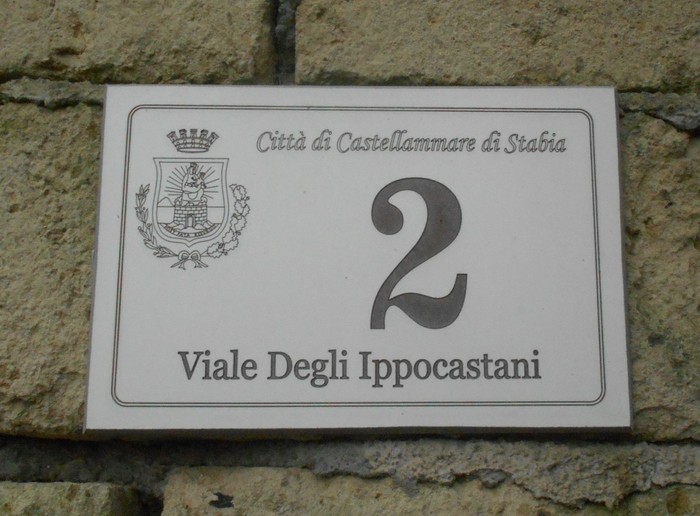 Città di Castellammare di Stabia
2
Viale Degli Ippocastani